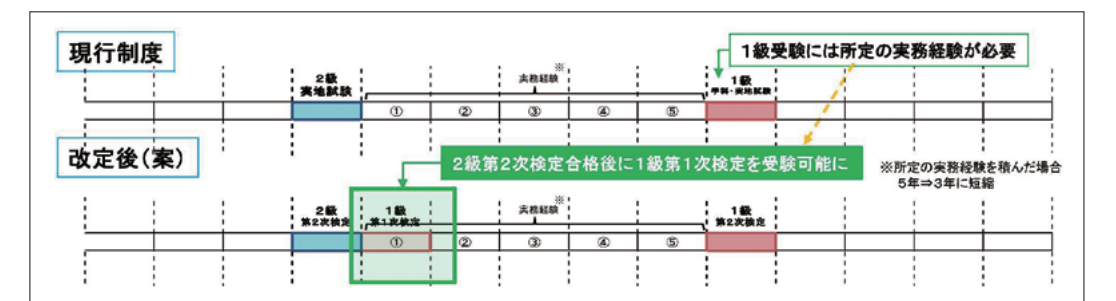 現行制度
1級受験には所定の実務経験が必要
2級
実地試験
※
実務経験
1級
学科・実地試験
① ② ③ ④ ⑤
改定後（案）
2級第2次検定合格後に1級第1次検定を受験可能に
※所定の実務経験を積んだ場合
5年⇒3年に短縮
2級
第2次検定
1級
第1次検定
※
実務経験
1級
第2次検定
① ② ③ ④ ⑤